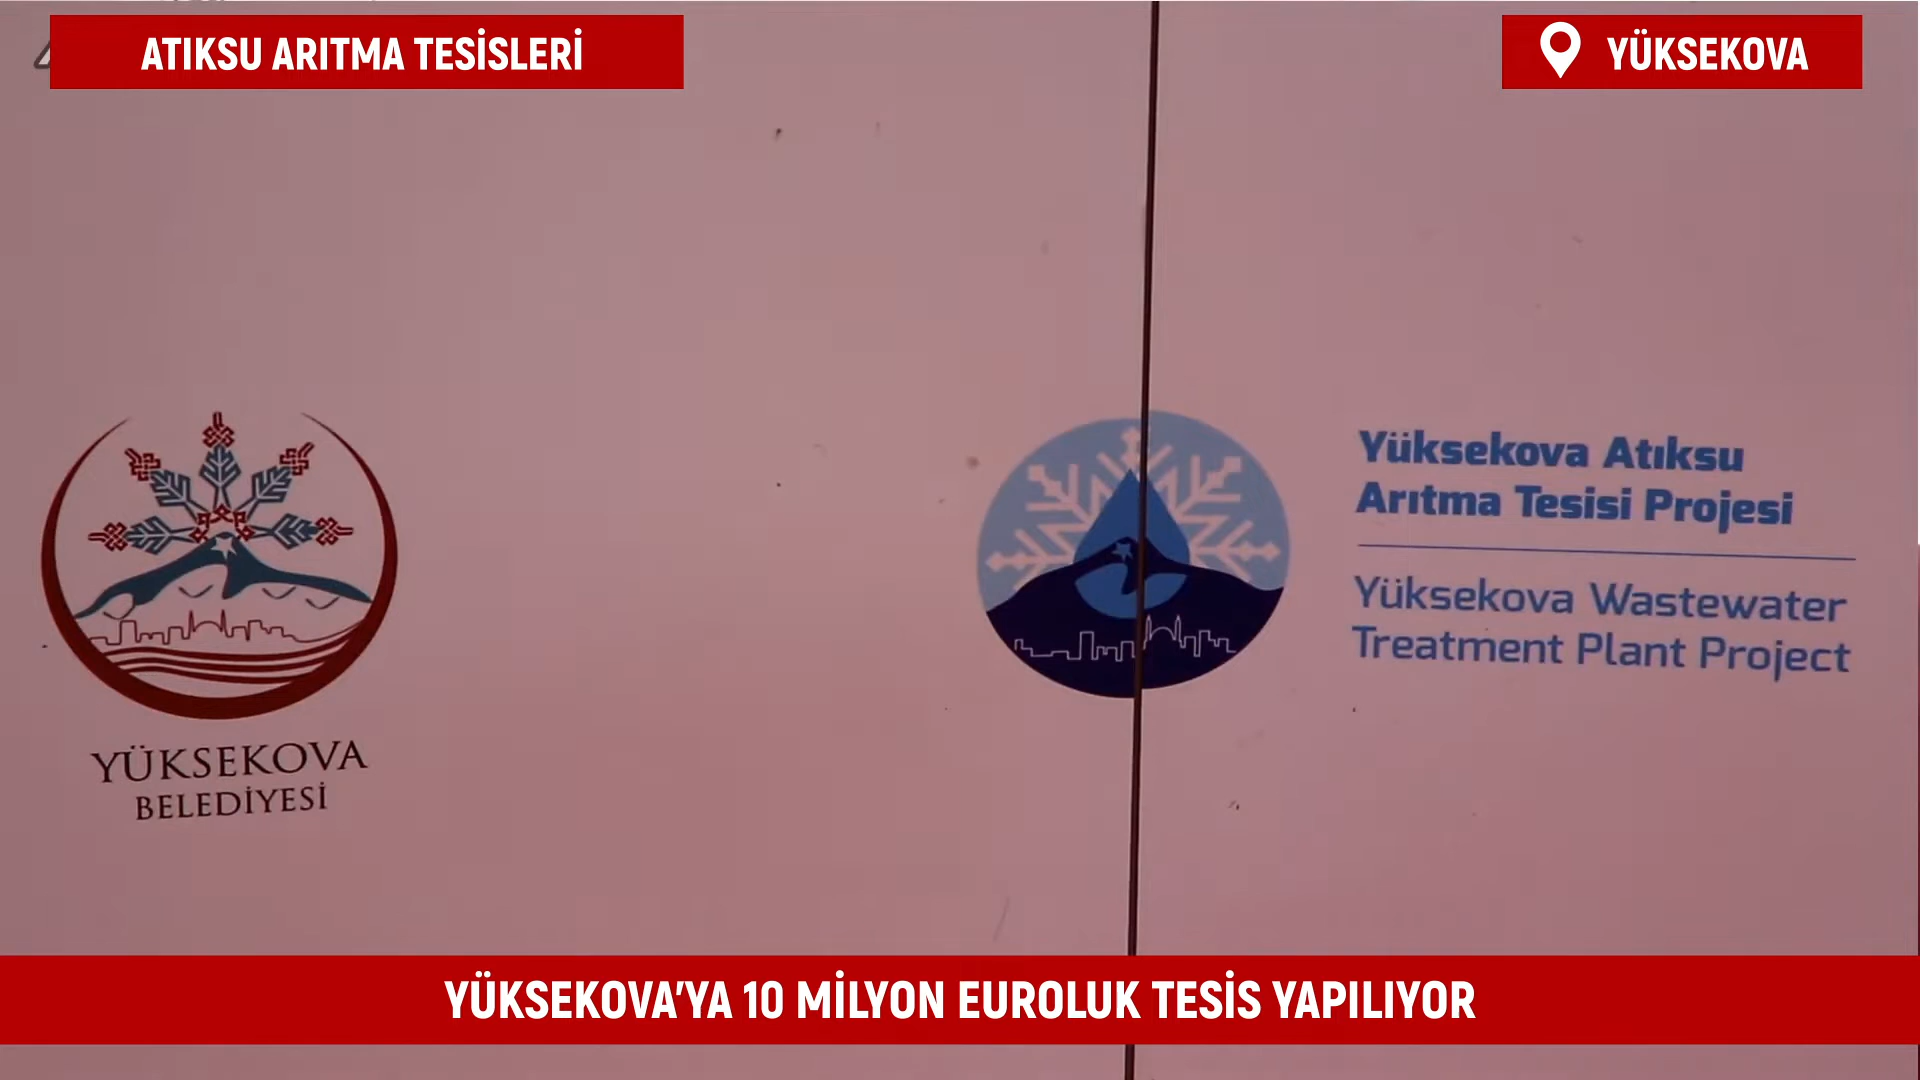 ATIKSU ARITMA TESİSLERİ
YÜKSEKOVA
YÜKSEKOVA
BELEDİYESİ
Yüksekova Atıksu
Arıtma Tesisi Projesi
Yüksekova Wastewater
Treatment Plant Project
YÜKSEKOVA'YA 10 MİLYON EUROLUK TESİS YAPILIYOR